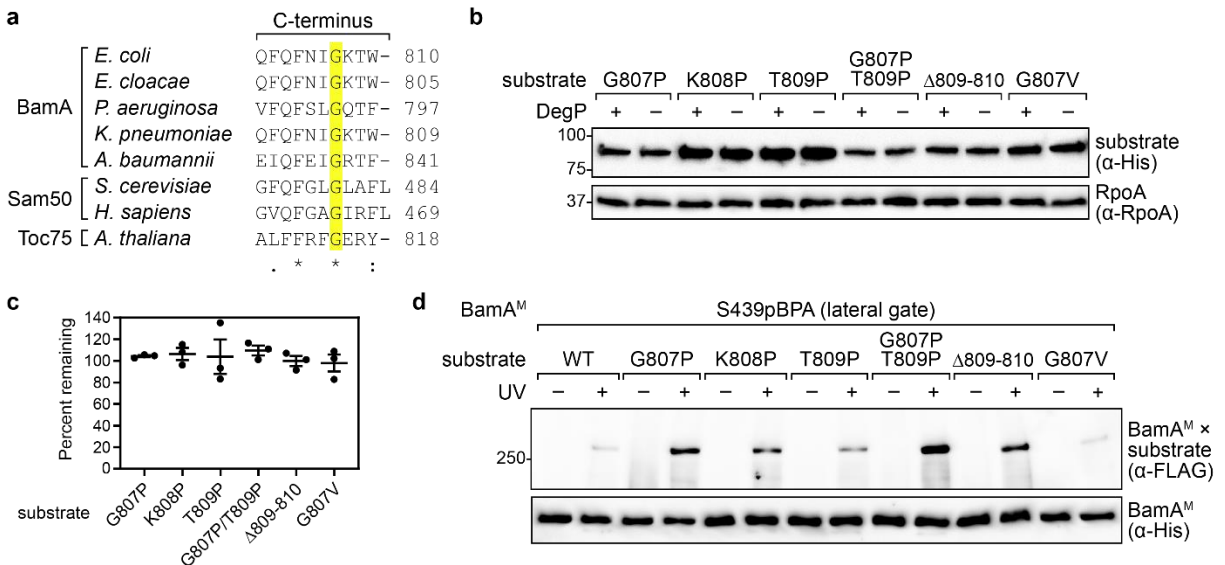 a
C-terminus
BamA
E. coli QFQFNIGKTW- 810
E. cloacae QFQFNIGKTW- 805
P. aeruginosa VFQFSLGQTF- 797
K. pneumoniae QFQFNIGKTW- 809
A. baumannii EIQFEIGRTF- 841
Sam50
S. cerevisiae GFQFGLGLAFL 484
H. sapiens GVQFGAGIRFL 469
Toc75 A. thaliana ALFFRFGERY- 818
. * * :
b
substrate G807P K808P T809P G807P T809P Δ809-810 G807V
DegP + − + − + − + − + − + −
100
75
substrate (α-His)
37
RpoA (α-RpoA)
c
Percent remaining
140
120
100
80
60
40
20
0
substrate G807P K808P T809P G807P/T809P Δ809-810 G807V
d
BamAᴹ S439pBPA (lateral gate)
substrate WT G807P K808P T809P G807P T809P Δ809-810 G807V
UV − + − + − + − + − + − + − +
250
BamAᴹ × substrate (α-FLAG)
BamAᴹ (α-His)